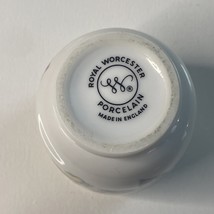 ROYAL WORCESTER
W ®
PORCELAIN
MADE IN ENGLAND